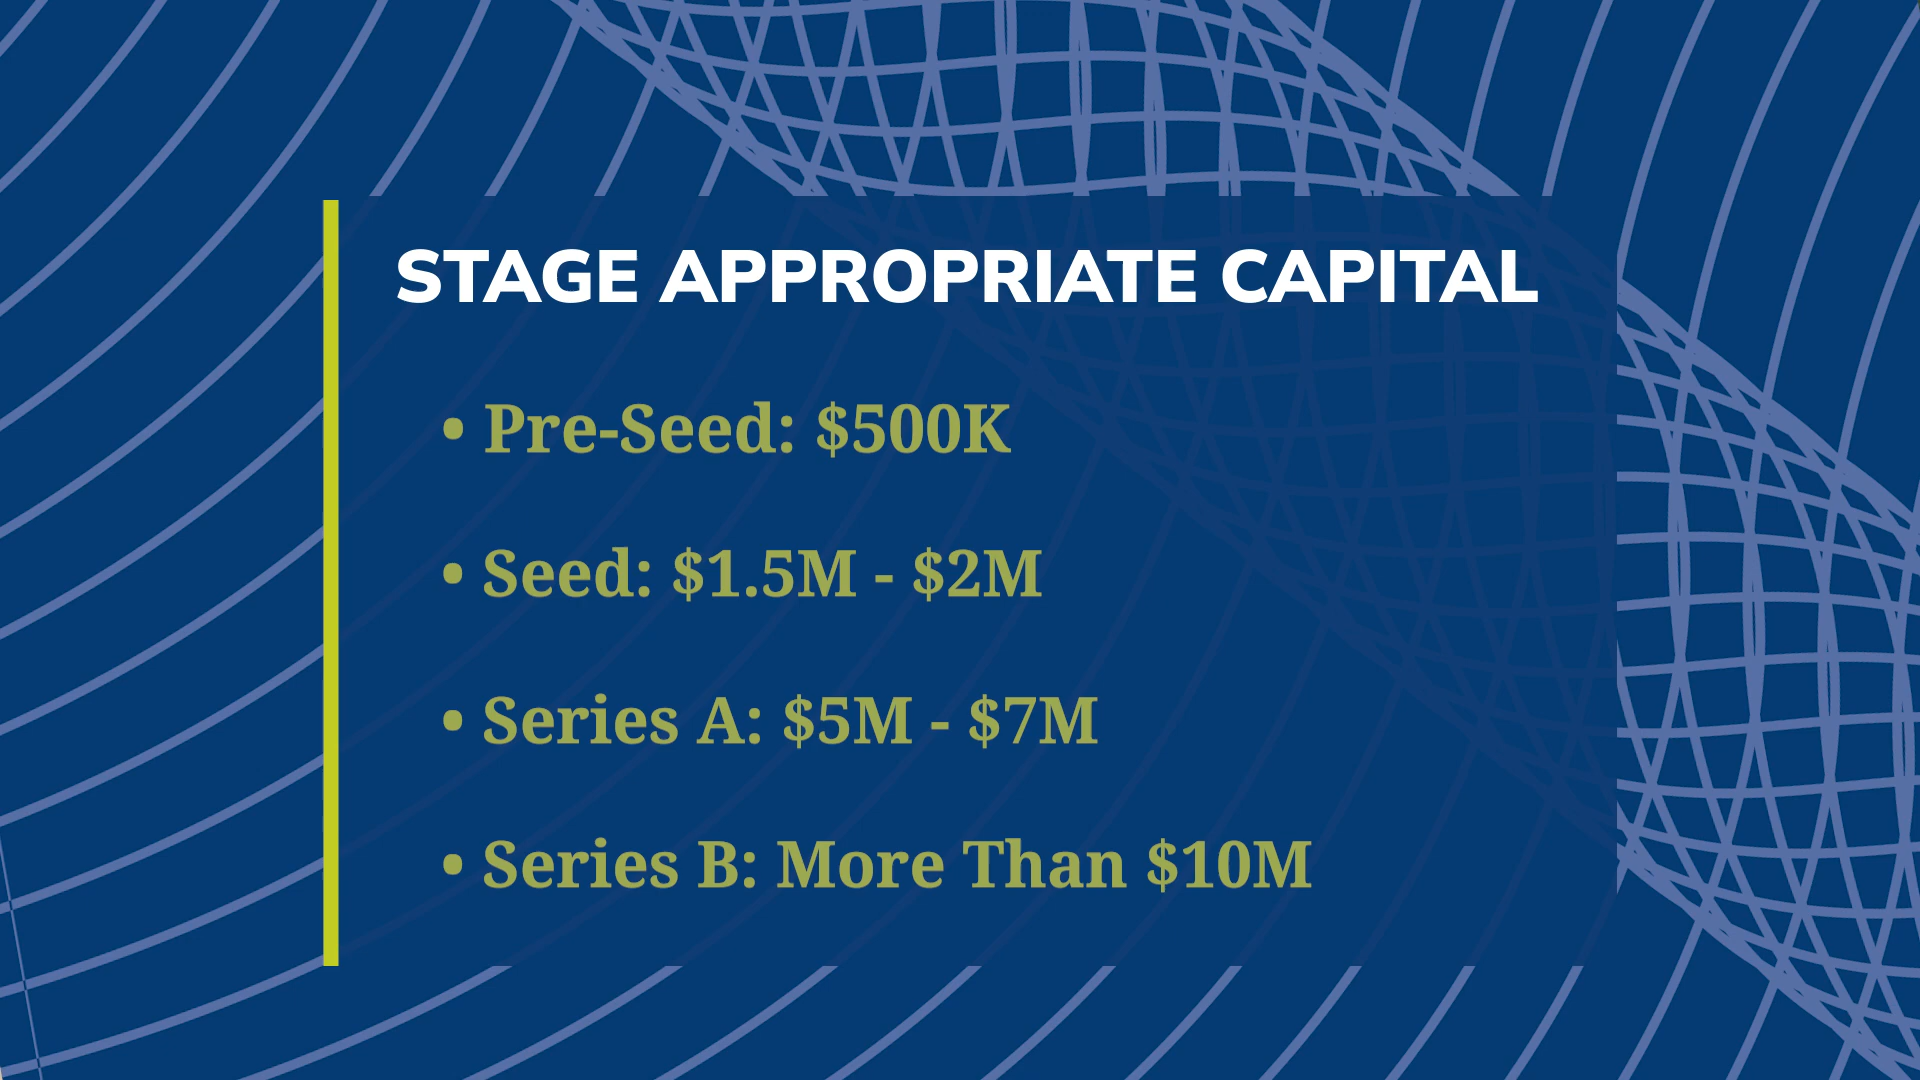 STAGE APPROPRIATE CAPITAL
• Pre-Seed: $500K
• Seed: $1.5M - $2M
• Series A: $5M - $7M
• Series B: More Than $10M